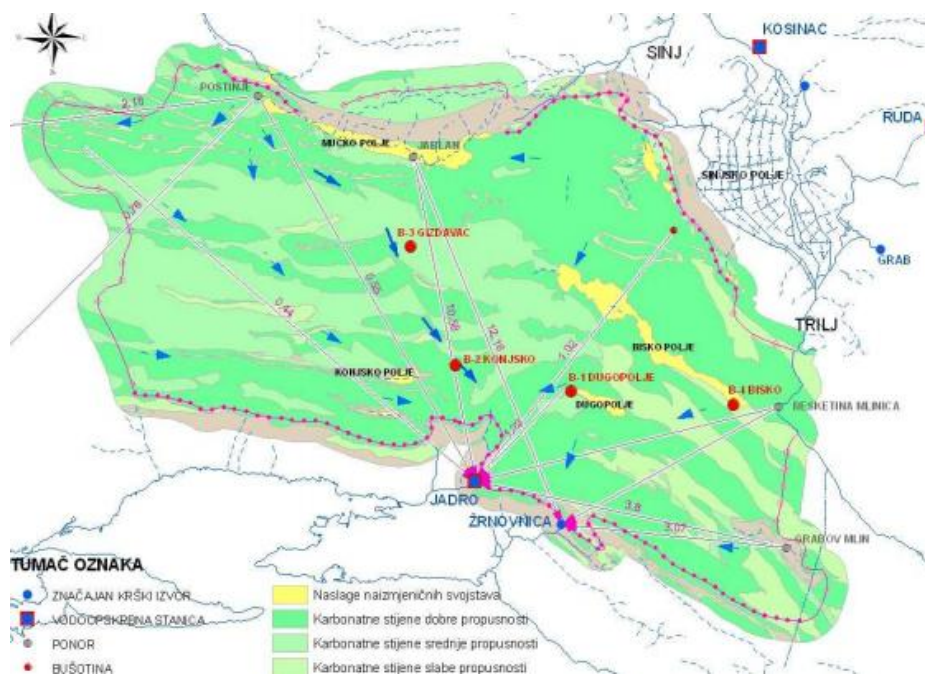 KOSINAC
SINJ
RUDA
POSTINJE
2,18
MUĆKO POLJE
JABLAN
SINJSKO POLJE
B-3 GIZDAVAC
GRAB
0,44
10,56
12,16
1,02
TRILJ
BISKO POLJE
KONJSKO POLJE
B-2 KONJSKO
B-1 DUGOPOLJE
DUGOPOLJE
B-4 BISKO
MLINICA
JADRO
ŽRNOVNICA
3,8
3,07
GRABOV MLIN
TUMAČ OZNAKA
ZNAČAJAN KRŠKI IZVOR
VODOOPSKRBNA STANICA
PONOR
BUŠOTINA
Naslage naizmjeničnih svojstava
Karbonatne stijene dobre propusnosti
Karbonatne stijene srednje propusnosti
Karbonatne stijene slabe propusnosti